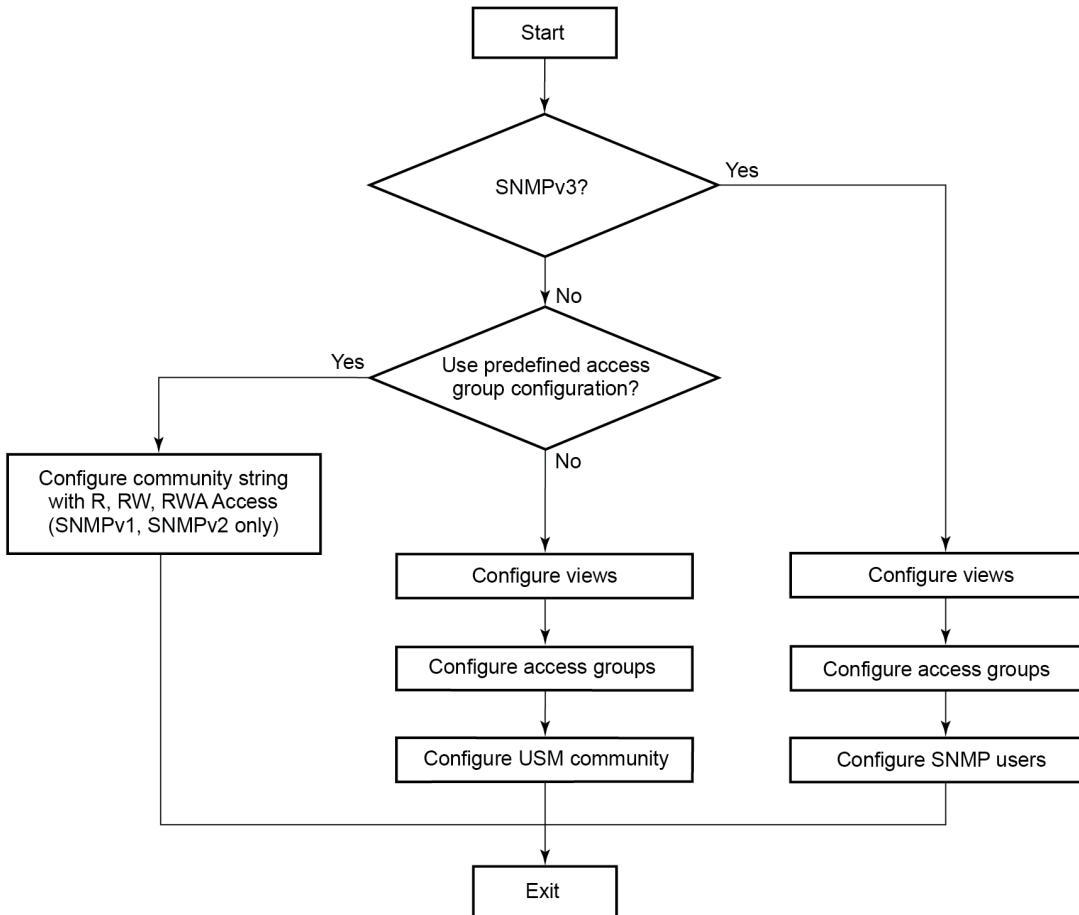 Start
SNMPv3?
Yes
No
Use predefined access
group configuration?
Yes
No
Configure community string
with R, RW, RWA Access
(SNMPv1, SNMPv2 only)
Configure views
Configure access groups
Configure USM community
Configure views
Configure access groups
Configure SNMP users
Exit